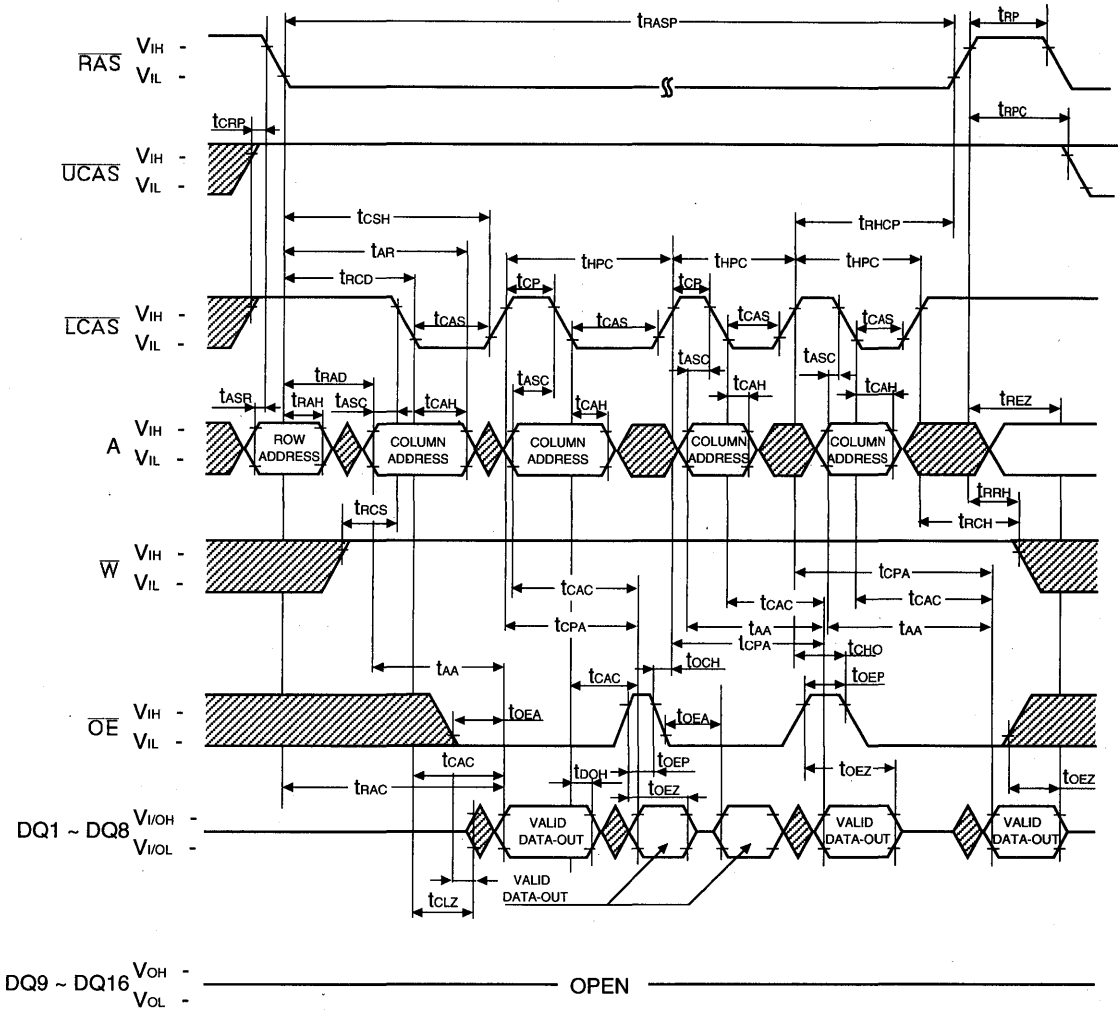 tRASP
tRP
RAS
VIH -
VIL -
tCRP
tRPC
UCAS
VIH -
VIL -
tCSH
tRHCP
tAR
tHPC
tHPC
tHPC
tRCD
tCP
tCP
LCAS
VIH -
VIL -
tCAS
tCAS
tCAS
tCAS
tASC
tASC
tRAD
tASC
tCAH
tCAH
tASR
tRAH
tASC
tCAH
tCAH
tREZ
A
VIH -
VIL -
ROW ADDRESS
COLUMN ADDRESS
COLUMN ADDRESS
COLUMN ADDRESS
COLUMN ADDRESS
tRRH
tRCS
tRCH
W
VIH -
VIL -
tCPA
tCAC
tCAC
tCAC
tCPA
tAA
tAA
tCPA
tCHO
tAA
tOCH
tCAC
tOEP
OE
VIH -
VIL -
tOEA
tOEA
tCAC
tOEP
tDOH
tOEZ
tOEZ
tRAC
tOEZ
DQ1 ~ DQ8
VI/OH -
VI/OL -
VALID DATA-OUT
VALID DATA-OUT
VALID DATA-OUT
VALID
DATA-OUT
tCLZ
DQ9 ~ DQ16
VOH -
VOL -
OPEN